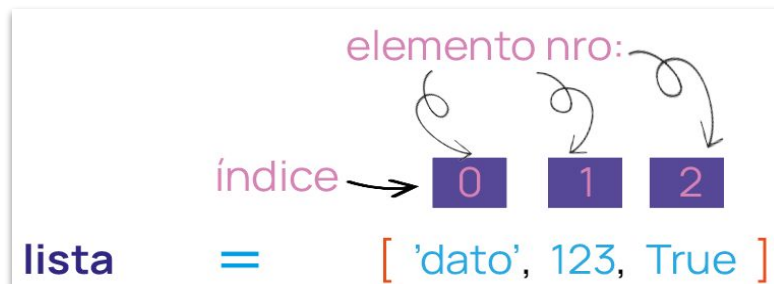 elemento nro:
índice 0 1 2
lista = [ 'dato', 123, True ]